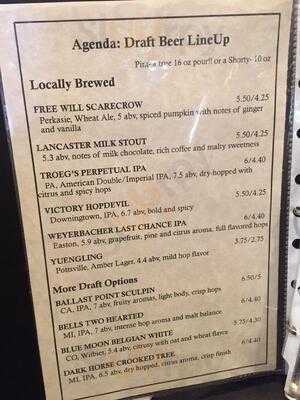 Agenda: Draft Beer LineUp
Pirates tree 16 oz pour!! or a Shorty- 10 oz
Locally Brewed
FREE WILL SCARECROW 5.50/4.25
Perkasie, Wheat Ale, 5 abv, spiced pumpkin with notes of ginger
and vanilla
LANCASTER MILK STOUT 5.50/4.25
5.3 abv, notes of milk chocolate, rich coffee and malty sweetness
TROEG'S PERPETUAL IPA 6/4.40
PA, American Double/Imperial IPA, 7.5 abv, dry-hopped with
citrus and spicy hops
VICTORY HOPDEVIL 5.50/4.25
Downingtown, IPA, 6.7 abv, bold and spicy
WEYERBACHER LAST CHANCE IPA 6/4.40
Easton, 5.9 abv, grapefruit, pine and citrus aroma, full flavored hops
YUENGLING 3.75/2.75
Pottsville, Amber Lager, 4.4 abv, mild hop flavor
More Draft Options
BALLAST POINT SCULPIN 6.50/5
CA, IPA, 7 abv, fruity aromas, light body, crisp hops
BELLS TWO HEARTED 6/4.40
MI, IPA, 7 abv, intense hop aroma and malt balance
BLUE MOON BELGIAN WHITE 5.75/4.30
CO, Witbier, 5.4 abv, citrusy with oat and wheat flavor
DARK HORSE CROOKED TREE 6/4.40
MI, IPA, 6.5 abv, dry hopped, citrus aroma, crisp finish